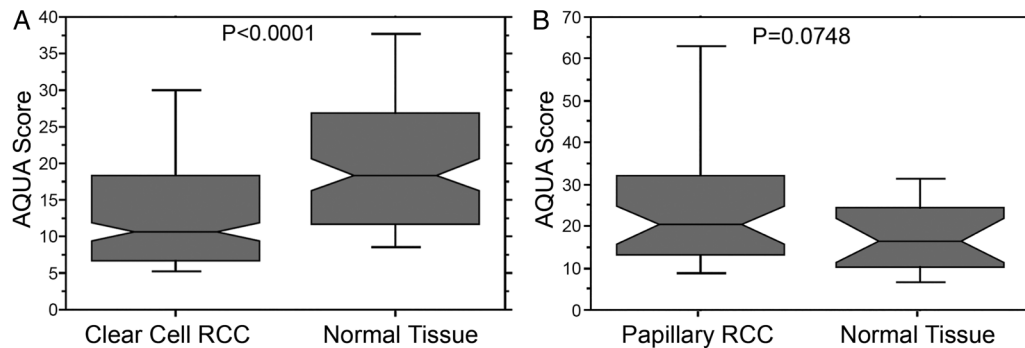 A
P<0.0001
AQUA Score
40
35
30
25
20
15
10
5
0
Clear Cell RCC
Normal Tissue
B
P=0.0748
AQUA Score
70
60
50
40
30
20
10
0
Papillary RCC
Normal Tissue